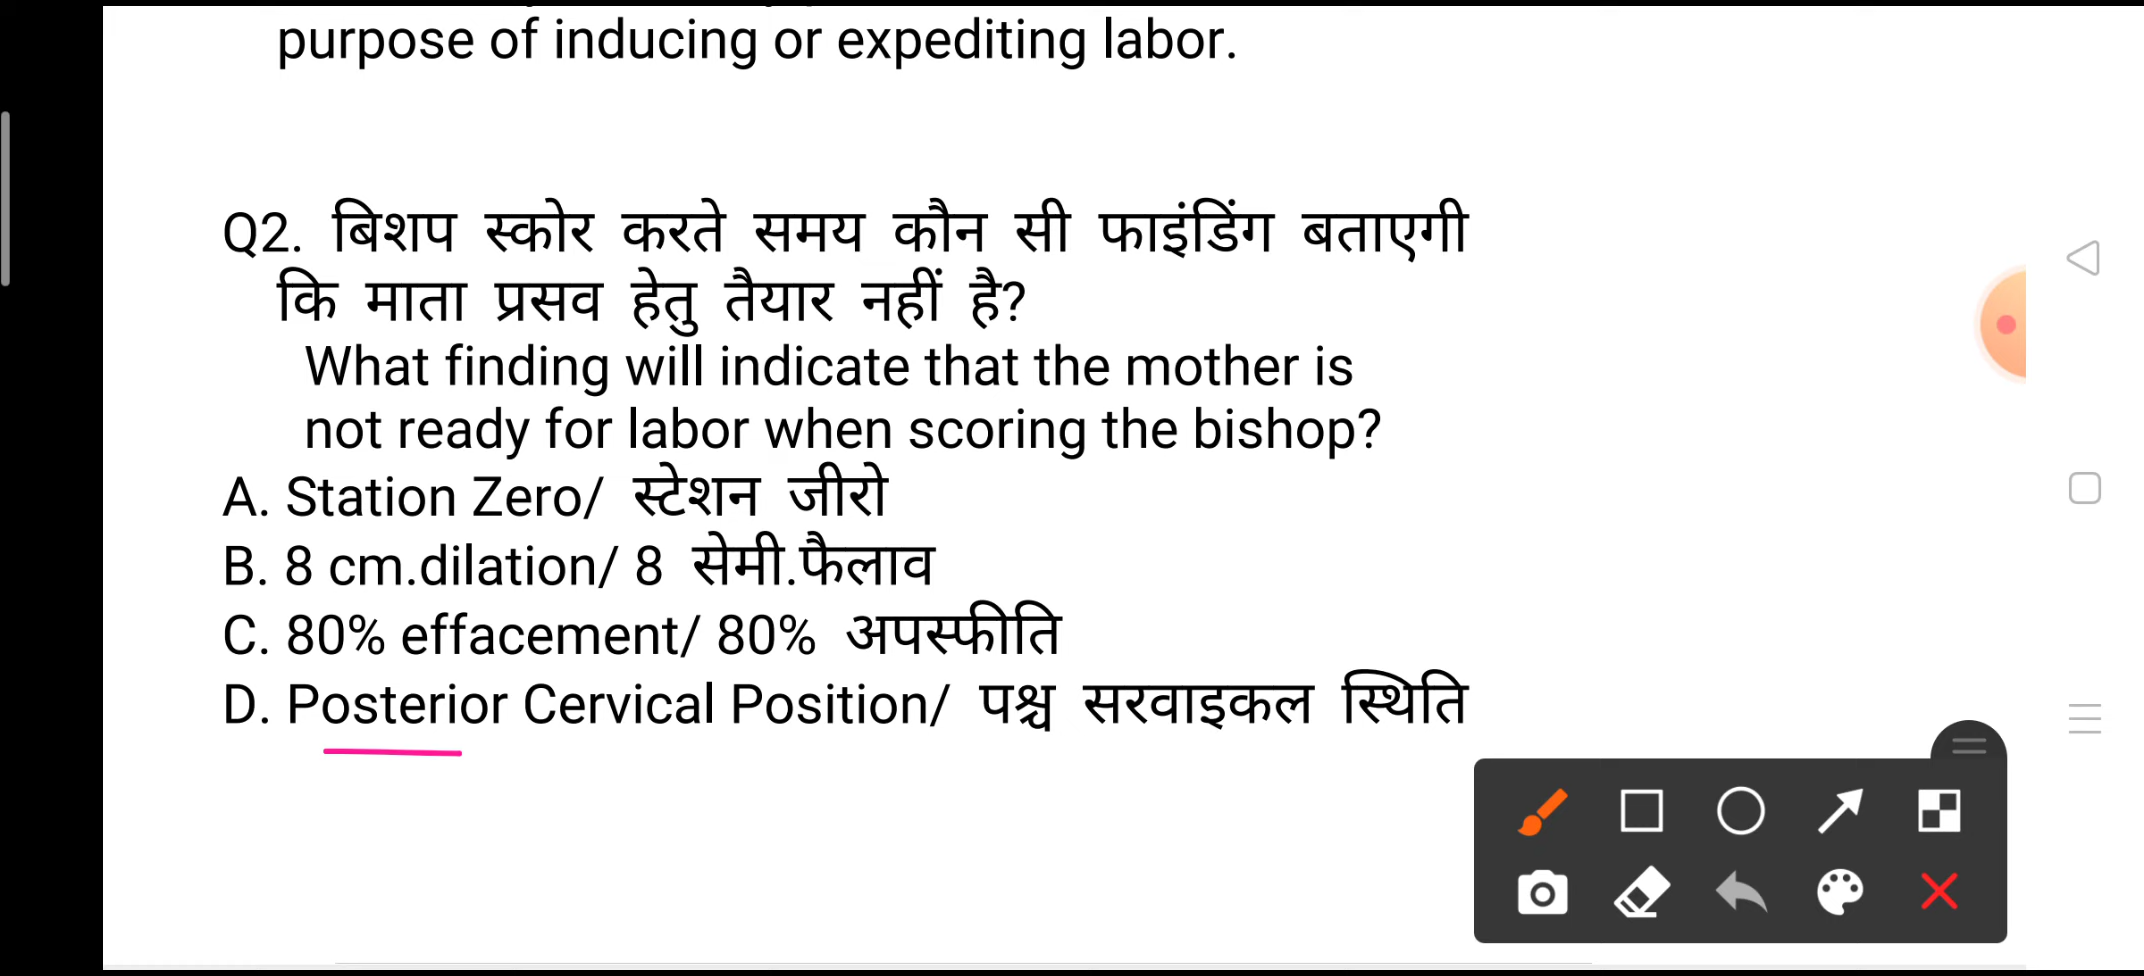 purpose of inducing or expediting labor.
Q2. बिशप स्कोर करते समय कौन सी फाइंडिंग बताएगी
कि माता प्रसव हेतु तैयार नहीं है?
What finding will indicate that the mother is
not ready for labor when scoring the bishop?
A. Station Zero/ स्टेशन जीरो
B. 8 cm.dilation/ 8 सेमी.फैलाव
C. 80% effacement/ 80% अपस्फीति
D. Posterior Cervical Position/ पश्च सरवाइकल स्थिति